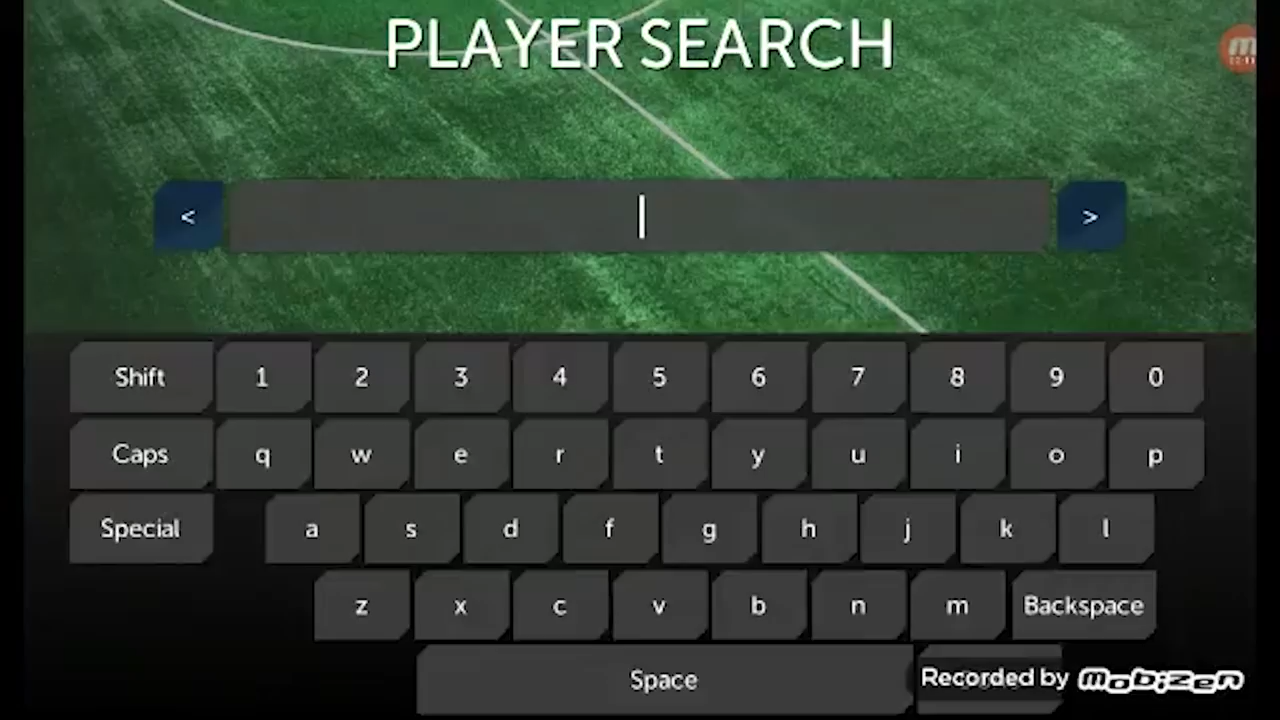 PLAYER SEARCH
< >
Shift 1 2 3 4 5 6 7 8 9 0
Caps q w e r t y u i o p
Special a s d f g h j k l
z x c v b n m Backspace
Space Recorded by mobizen